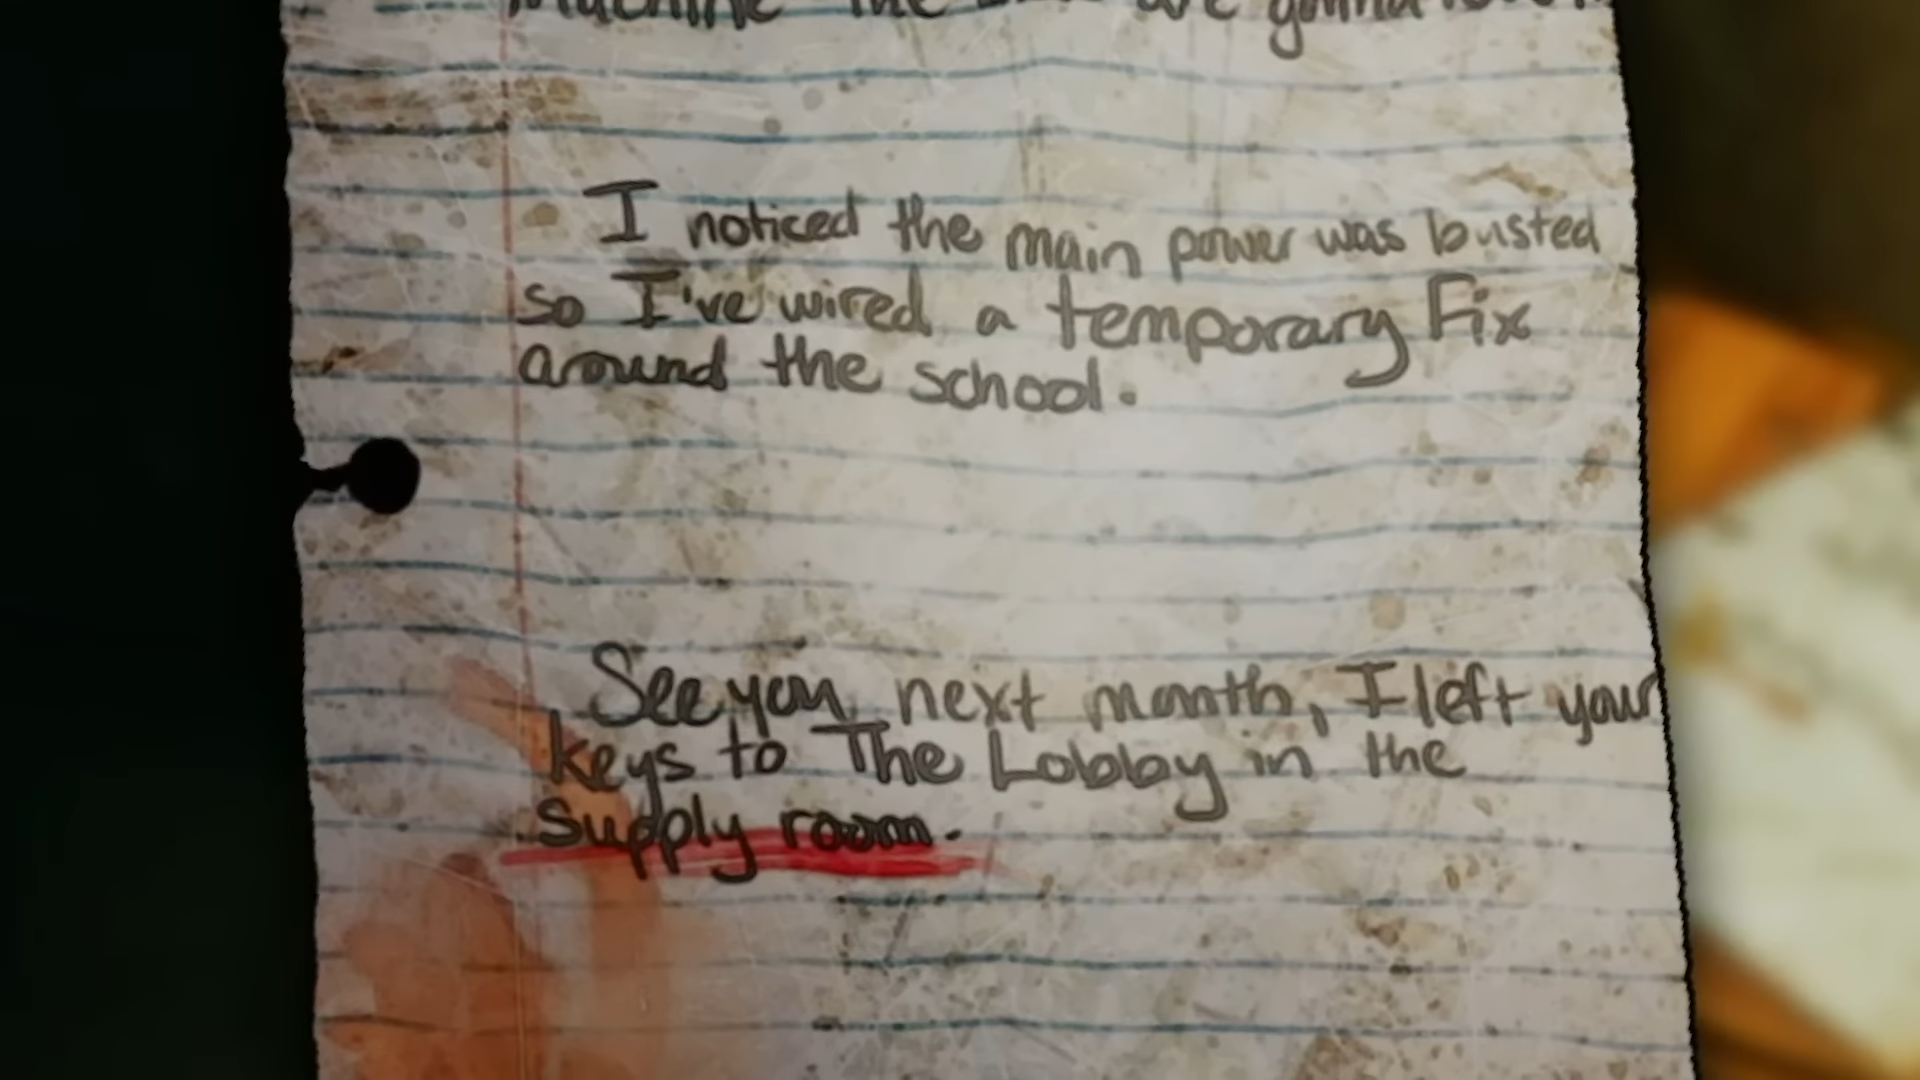 I noticed the main power was busted
so I've wired a temporary Fix
around the school.
See you next month, I left your
keys to The Lobby in the
supply room.